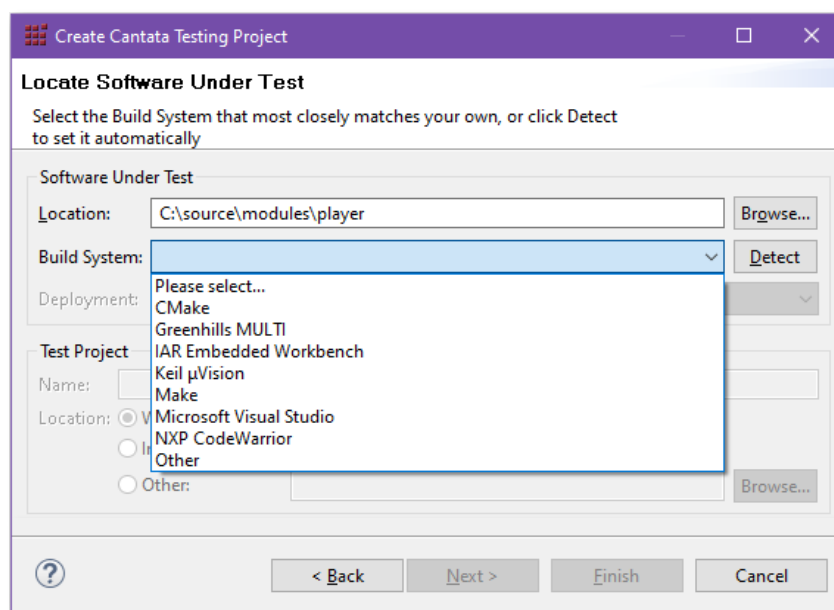 Create Cantata Testing Project
Locate Software Under Test
Select the Build System that most closely matches your own, or click Detect
to set it automatically
Software Under Test
Location: C:\source\modules\player Browse...
Build System: Detect
Please select...
Deployment:
CMake
Greenhills MULTI
IAR Embedded Workbench
Test Project
Keil µVision
Name:
Make
Location: Microsoft Visual Studio
NXP CodeWarrior
Other
Other: Browse...
< Back Next > Finish Cancel